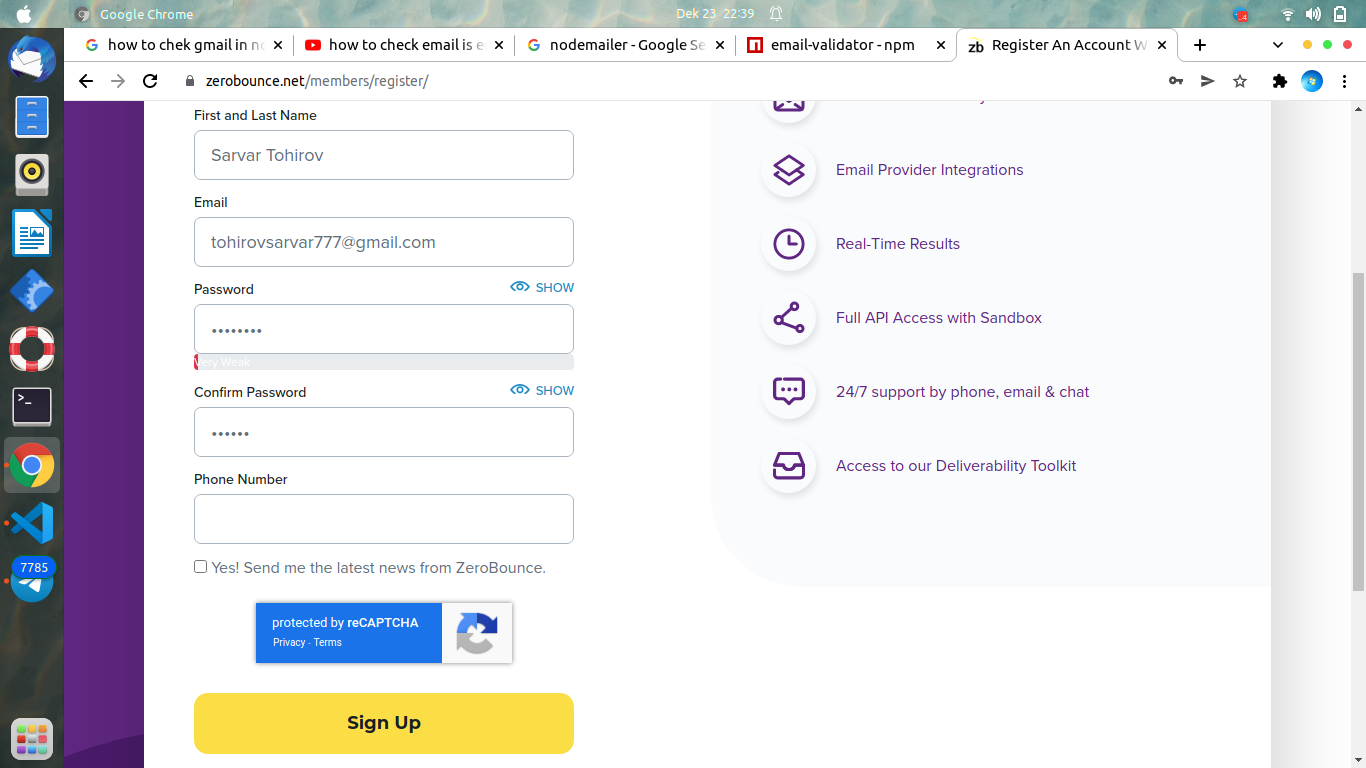 Google Chrome
Dek 23 22:39
4
how to chek gmail in no
how to check email is e
nodemailer - Google Se
email-validator - npm
zb
Register An Account W
zerobounce.net/members/register/
First and Last Name
Sarvar Tohirov
Email
tohirovsarvar777@gmail.com
Password
SHOW
••••••••
Very Weak
Confirm Password
SHOW
••••••
Phone Number
Yes! Send me the latest news from ZeroBounce.
protected by reCAPTCHA
Privacy - Terms
Sign Up
Email Provider Integrations
Real-Time Results
Full API Access with Sandbox
24/7 support by phone, email & chat
Access to our Deliverability Toolkit
>_
7785